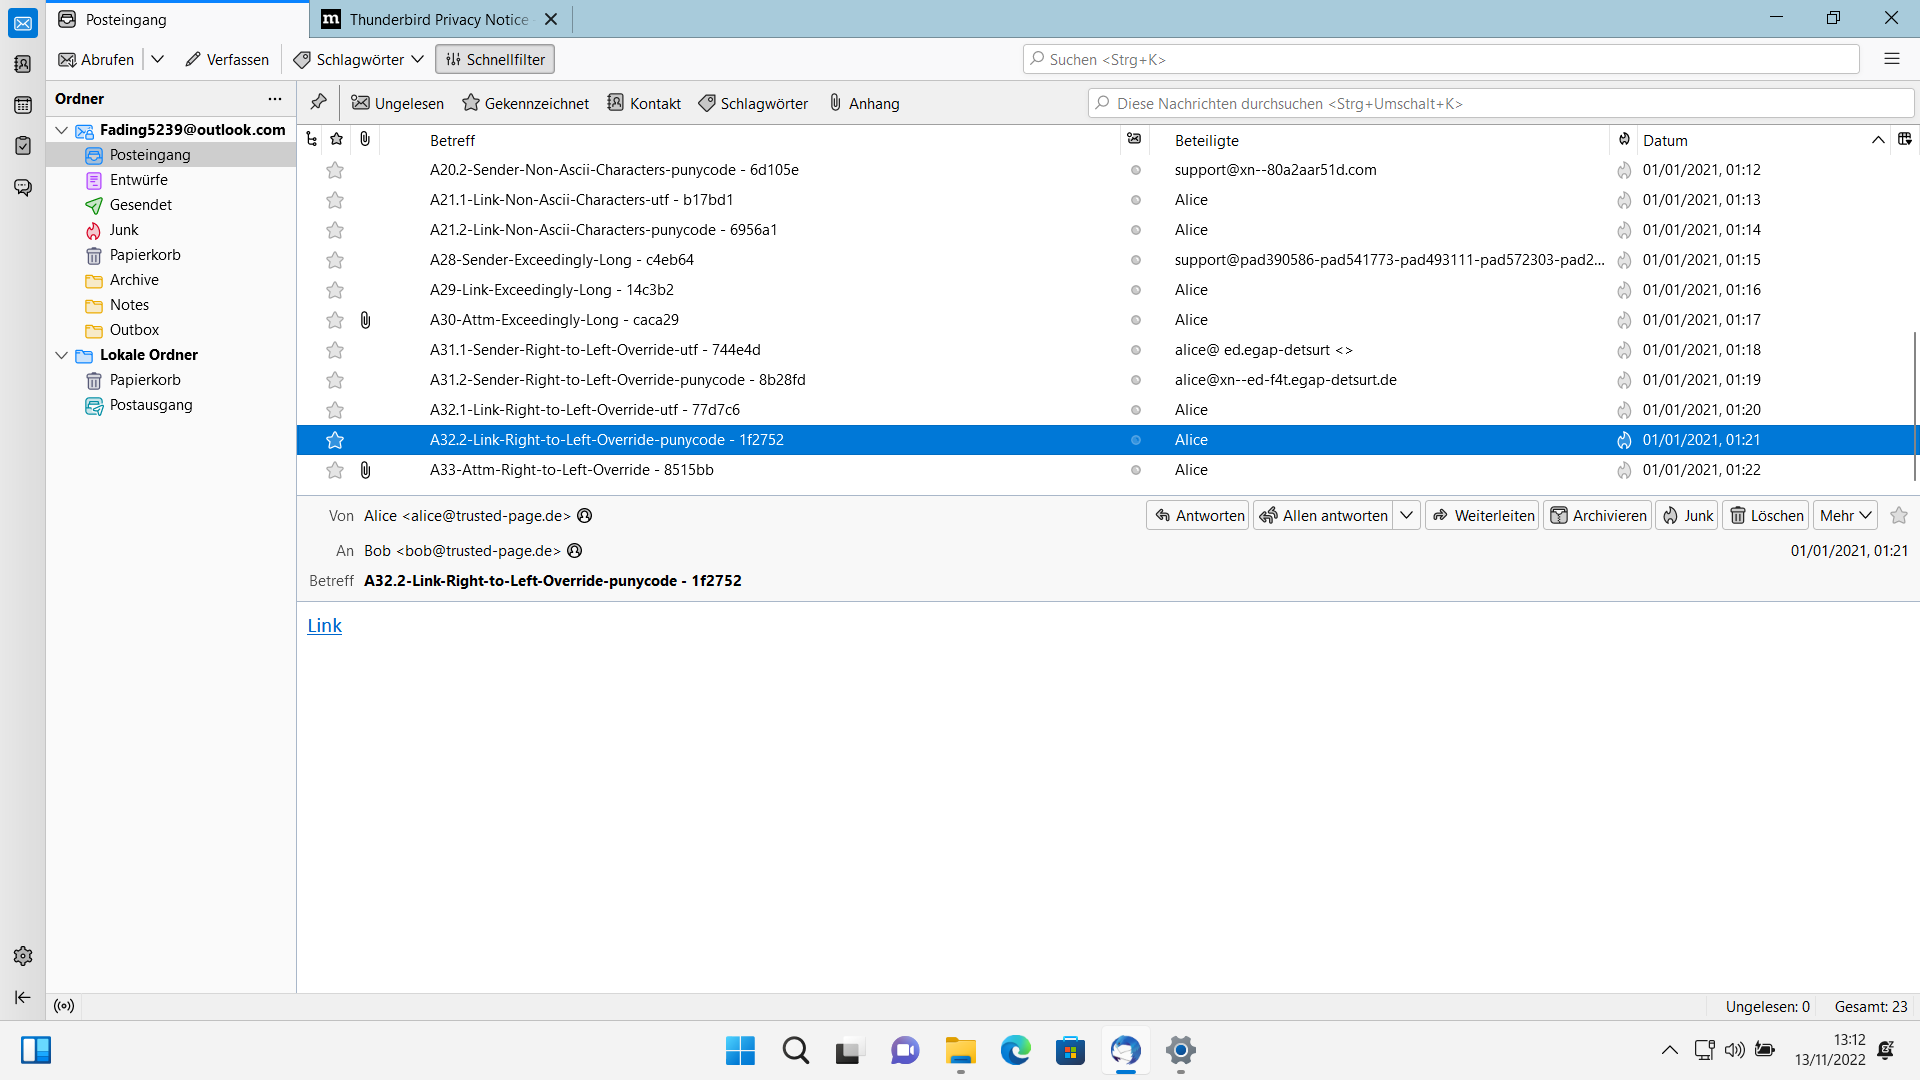 Posteingang
Thunderbird Privacy Notice
Abrufen
Verfassen
Schlagwörter
Schnellfilter
Suchen <Strg+K>
Ordner
Ungelesen
Gekennzeichnet
Kontakt
Schlagwörter
Anhang
Diese Nachrichten durchsuchen <Strg+Umschalt+K>
Fading5239@outlook.com
Posteingang
Entwürfe
Gesendet
Junk
Papierkorb
Archive
Notes
Outbox
Lokale Ordner
Papierkorb
Postausgang
Betreff Beteiligte Datum
A20.2-Sender-Non-Ascii-Characters-punycode - 6d105e support@xn--80a2aar51d.com 01/01/2021, 01:12
A21.1-Link-Non-Ascii-Characters-utf - b17bd1 Alice 01/01/2021, 01:13
A21.2-Link-Non-Ascii-Characters-punycode - 6956a1 Alice 01/01/2021, 01:14
A28-Sender-Exceedingly-Long - c4eb64 support@pad390586-pad541773-pad493111-pad572303-pad2... 01/01/2021, 01:15
A29-Link-Exceedingly-Long - 14c3b2 Alice 01/01/2021, 01:16
A30-Attm-Exceedingly-Long - caca29 Alice 01/01/2021, 01:17
A31.1-Sender-Right-to-Left-Override-utf - 744e4d alice@ ed.egap-detsurt <> 01/01/2021, 01:18
A31.2-Sender-Right-to-Left-Override-punycode - 8b28fd alice@xn--ed-f4t.egap-detsurt.de 01/01/2021, 01:19
A32.1-Link-Right-to-Left-Override-utf - 77d7c6 Alice 01/01/2021, 01:20
A32.2-Link-Right-to-Left-Override-punycode - 1f2752 Alice 01/01/2021, 01:21
A33-Attm-Right-to-Left-Override - 8515bb Alice 01/01/2021, 01:22
Von Alice <alice@trusted-page.de>
Antworten
Allen antworten
Weiterleiten
Archivieren
Junk
Löschen
Mehr
An Bob <bob@trusted-page.de> 01/01/2021, 01:21
Betreff A32.2-Link-Right-to-Left-Override-punycode - 1f2752
Link
Ungelesen: 0 Gesamt: 23
13:12
13/11/2022